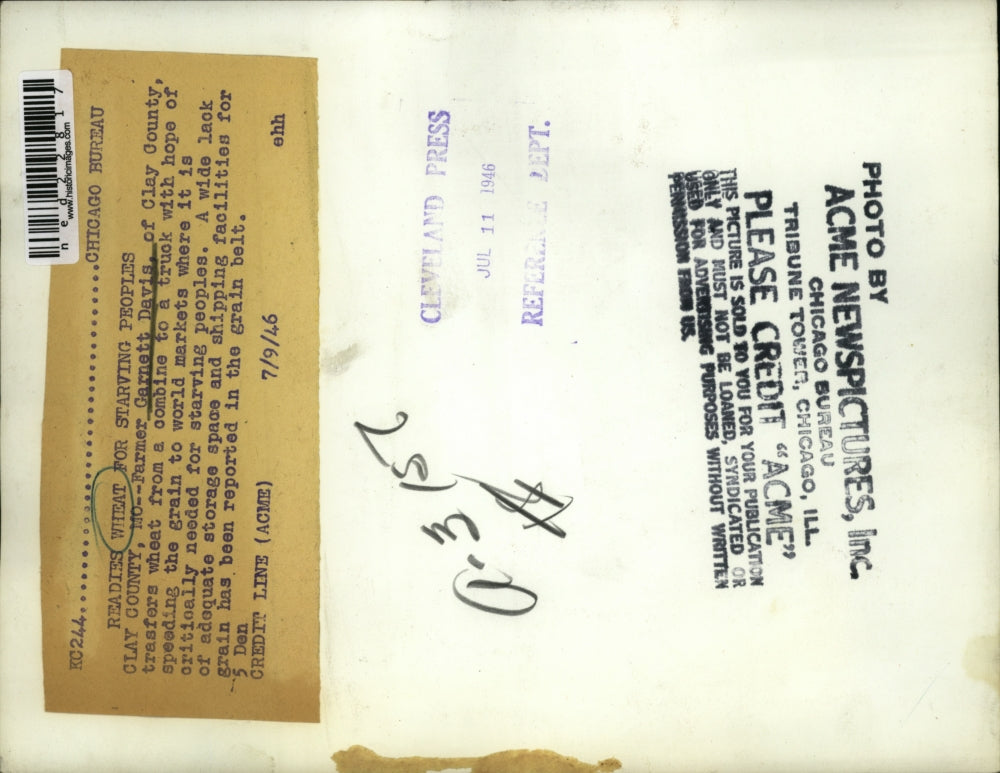 KC244.......................CHICAGO BUREAU
READIES WHEAT FOR STARVING PEOPLES
CLAY COUNTY, MO--Farmer Garnett Davis, of Clay County,
trasfers wheat from a combine to a truck with hope of
speeding the grain to world markets where it is
critically needed for starving peoples. A wide lack
of adequate storage space and shipping facilities for
grain has been reported in the grain belt.
5 Den
CREDIT LINE (ACME) 7/9/46 ehh
www.historicimages.com
CLEVELAND PRESS
JUL 11 1946
REFERENCE DEPT.
PHOTO BY
ACME NEWSPICTURES, Inc.
CHICAGO BUREAU
TRIBUNE TOWER, CHICAGO, ILL.
PLEASE CREDIT "ACME"
THIS PICTURE IS SOLD TO YOU FOR YOUR PUBLICATION
ONLY AND MUST NOT BE LOANED, SYNDICATED OR
USED FOR ADVERTISING PURPOSES WITHOUT WRITTEN
PERMISSION FROM US.